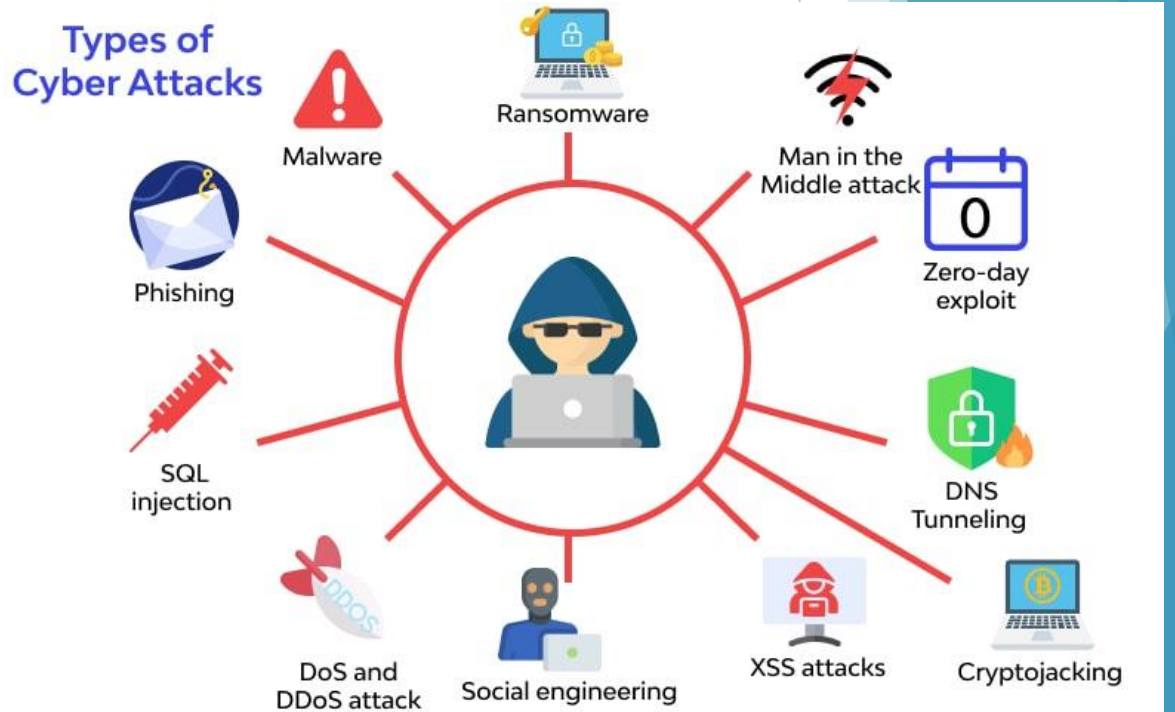 Types of
Cyber Attacks
Ransomware
Malware
Man in the
Middle attack
0
Phishing
Zero-day
exploit
SQL
injection
DNS
Tunneling
DDOS
DoS and
DDoS attack
Social engineering
XSS attacks
Cryptojacking